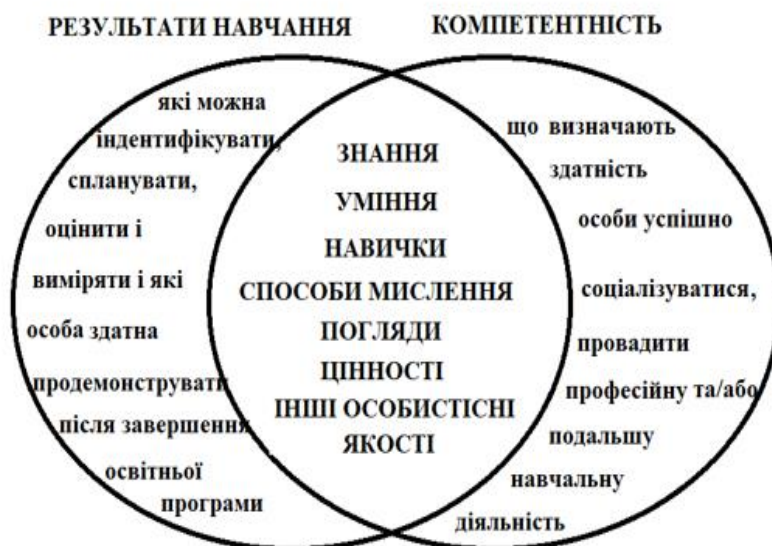 РЕЗУЛЬТАТИ НАВЧАННЯ
КОМПЕТЕНТНІСТЬ
які можна
індентифікувати,
спланувати,
оцінити і
виміряти і які
особа здатна
продемонструвати
після завершення
освітньої
програми
ЗНАННЯ
УМІННЯ
НАВИЧКИ
СПОСОБИ МИСЛЕННЯ
ПОГЛЯДИ
ЦІННОСТІ
ІНШІ ОСОБИСТІСНІ
ЯКОСТІ
що визначають
здатність
особи успішно
соціалізуватися,
провадити
професійну та/або
подальшу
навчальну
діяльність